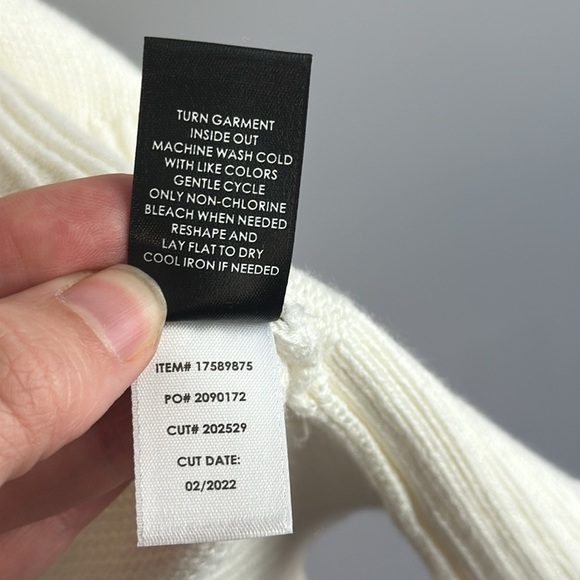 TURN GARMENT
INSIDE OUT
MACHINE WASH COLD
WITH LIKE COLORS
GENTLE CYCLE
ONLY NON-CHLORINE
BLEACH WHEN NEEDED
RESHAPE AND
LAY FLAT TO DRY
COOL IRON IF NEEDED
ITEM# 17589875
PO# 2090172
CUT# 202529
CUT DATE:
02/2022